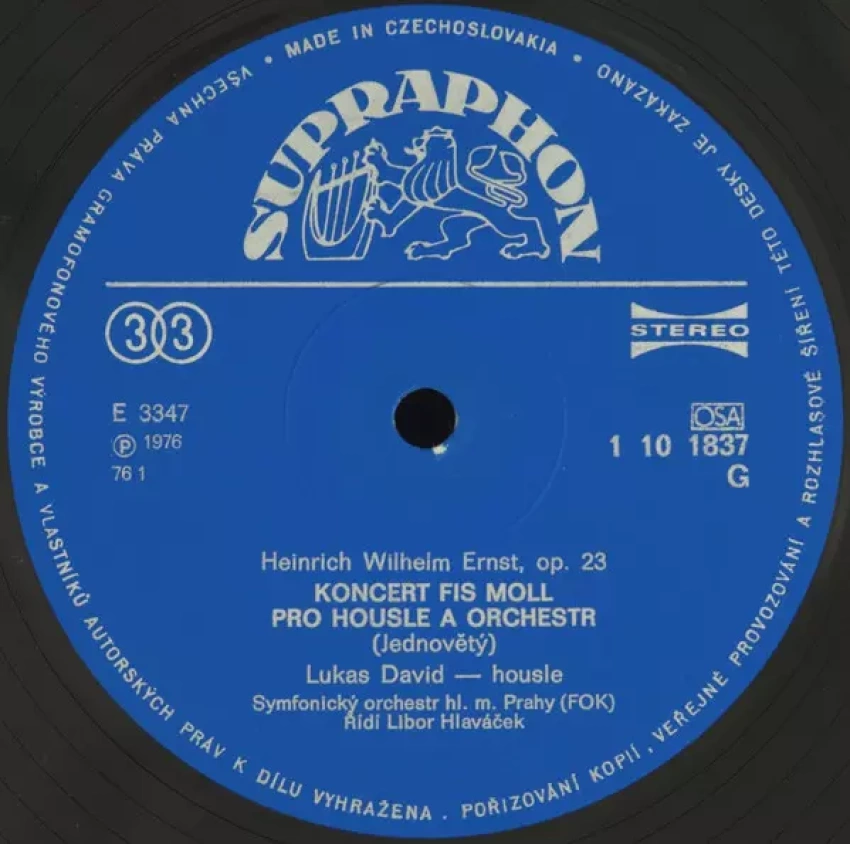 • MADE IN CZECHOSLOVAKIA •
VŠECHNA PRÁVA GRAMOFONOVÉHO VÝROBCE A VLASTNÍKŮ AUTORSKÝCH PRÁV K DÍLU VYHRAŽENA . POŘIZOVÁNÍ KOPIÍ, VEŘEJNÉ PROVOZOVÁNÍ A ROZHLASOVÉ ŠÍŘENÍ TÉTO DESKY JE ZAKÁZÁNO
SUPRAPHON
33
STEREO
E 3347
Ⓟ 1976
76 1
OSA
1 10 1837
G
Heinrich Wilhelm Ernst, op. 23
KONCERT FIS MOLL
PRO HOUSLE A ORCHESTR
(Jednovětý)
Lukas David — housle
Symfonický orchestr hl. m. Prahy (FOK)
Řídí Libor Hlaváček